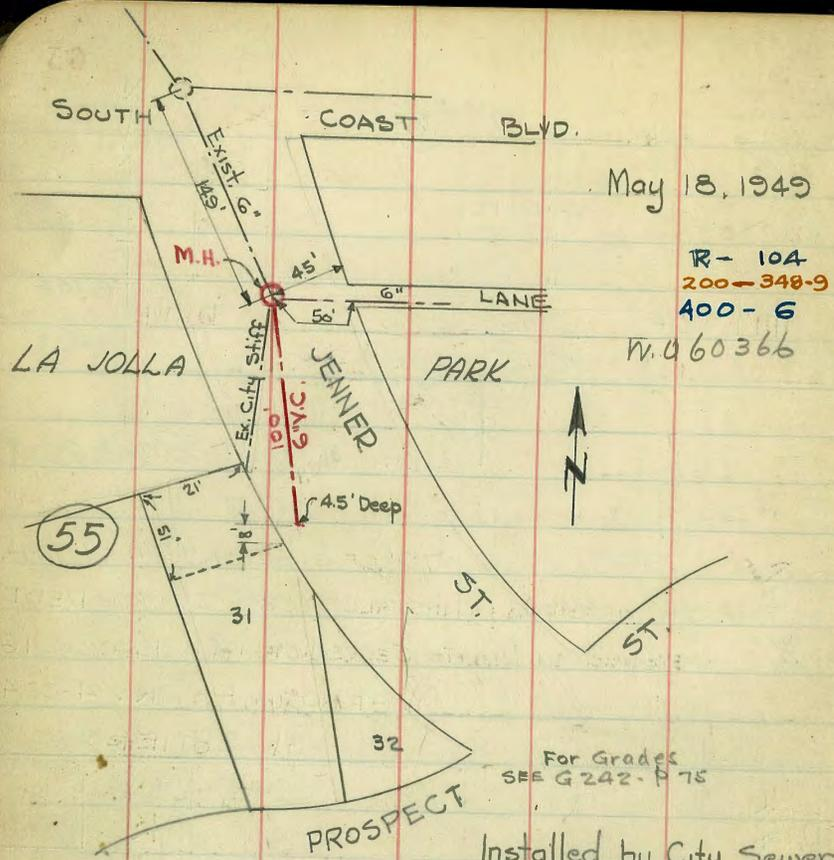 SOUTH COAST BLVD.
Exist. 6"
149'
May 18, 1949
M.H.
45'
R- 104
200-348-9
400- 6
W.O 60366
6" LANE
50'
LA JOLLA
Ex. City Stiff
100'
6" V.C.
JENNER
PARK
N
21'
4.5' Deep
55
51'
18'
31
ST.
ST.
32
For Grades
SEE G 242- P 75
PROSPECT
Installed by City Sewer